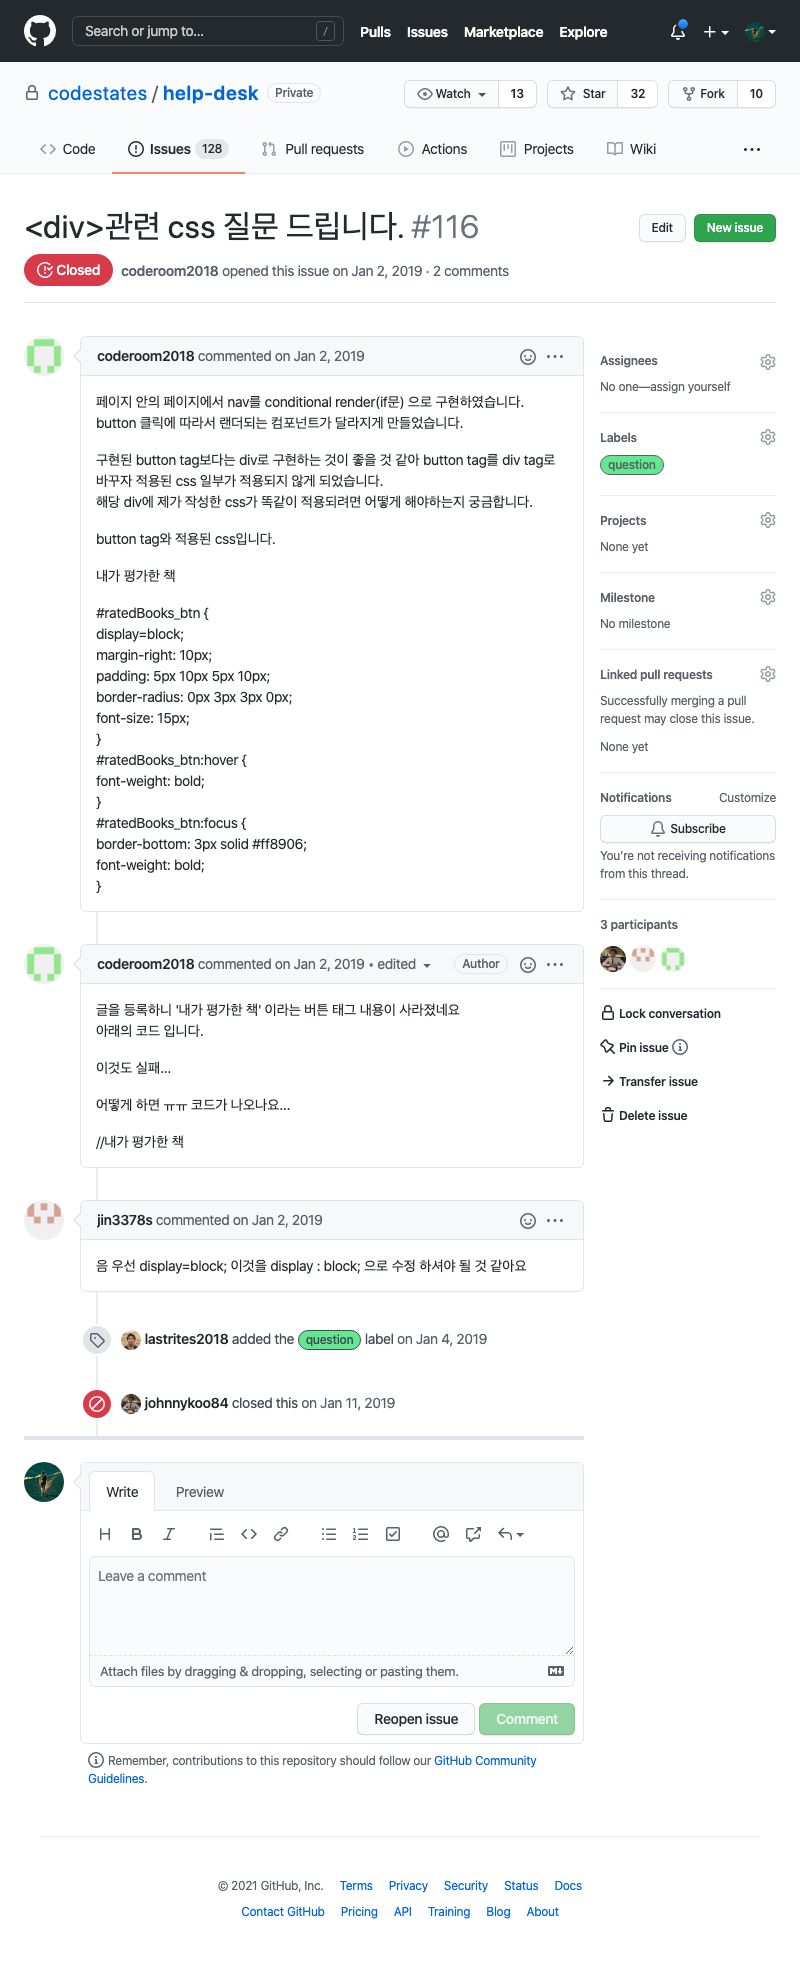 Search or jump to... /
Pulls Issues Marketplace Explore
codestates / help-desk Private
Watch 13 Star 32 Fork 10
Code Issues 128 Pull requests Actions Projects Wiki ...
<div>관련 css 질문 드립니다. #116
Edit New issue
Closed coderoom2018 opened this issue on Jan 2, 2019 · 2 comments
coderoom2018 commented on Jan 2, 2019
페이지 안의 페이지에서 nav를 conditional render(if문) 으로 구현하였습니다.
button 클릭에 따라서 랜더되는 컴포넌트가 달라지게 만들었습니다.
구현된 button tag보다는 div로 구현하는 것이 좋을 것 같아 button tag를 div tag로
바꾸자 적용된 css 일부가 적용되지 않게 되었습니다.
해당 div에 제가 작성한 css가 똑같이 적용되려면 어떻게 해야하는지 궁금합니다.
button tag와 적용된 css입니다.
내가 평가한 책
#ratedBooks_btn {
display=block;
margin-right: 10px;
padding: 5px 10px 5px 10px;
border-radius: 0px 3px 3px 0px;
font-size: 15px;
}
#ratedBooks_btn:hover {
font-weight: bold;
}
#ratedBooks_btn:focus {
border-bottom: 3px solid #ff8906;
font-weight: bold;
}
coderoom2018 commented on Jan 2, 2019 • edited Author
글을 등록하니 '내가 평가한 책' 이라는 버튼 태그 내용이 사라졌네요
아래의 코드 입니다.
이것도 실패...
어떻게 하면 ㅠㅠ 코드가 나오나요...
//내가 평가한 책
jin3378s commented on Jan 2, 2019
음 우선 display=block; 이것을 display : block; 으로 수정 하셔야 될 것 같아요
lastrites2018 added the question label on Jan 4, 2019
johnnykoo84 closed this on Jan 11, 2019
Write Preview
H B I
Leave a comment
Attach files by dragging & dropping, selecting or pasting them.
Reopen issue Comment
Remember, contributions to this repository should follow our GitHub Community
Guidelines.
Assignees
No one—assign yourself
Labels
question
Projects
None yet
Milestone
No milestone
Linked pull requests
Successfully merging a pull
request may close this issue.
None yet
Notifications Customize
Subscribe
You're not receiving notifications
from this thread.
3 participants
Lock conversation
Pin issue
Transfer issue
Delete issue
© 2021 GitHub, Inc. Terms Privacy Security Status Docs
Contact GitHub Pricing API Training Blog About